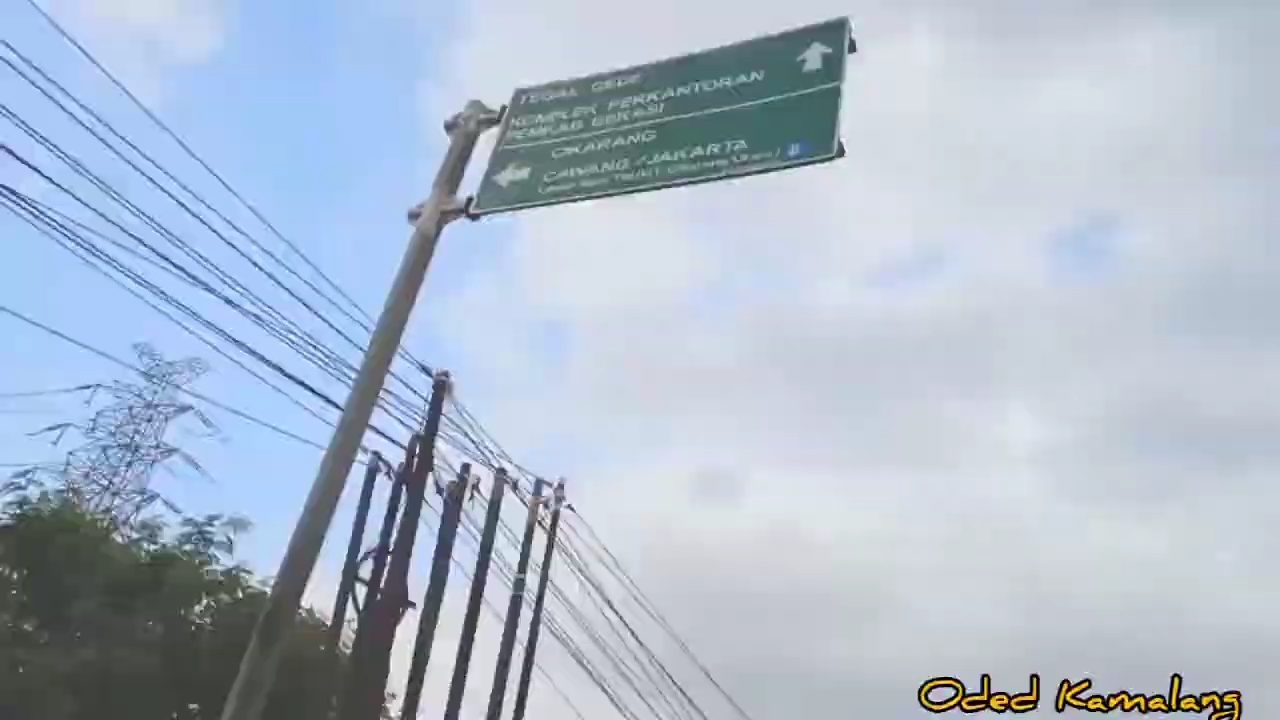 TEGAL GEDE
KOMPLEK PERKANTORAN
PEMKAB BEKASI
CIKARANG
CAWANG/JAKARTA
Oded Kamalang